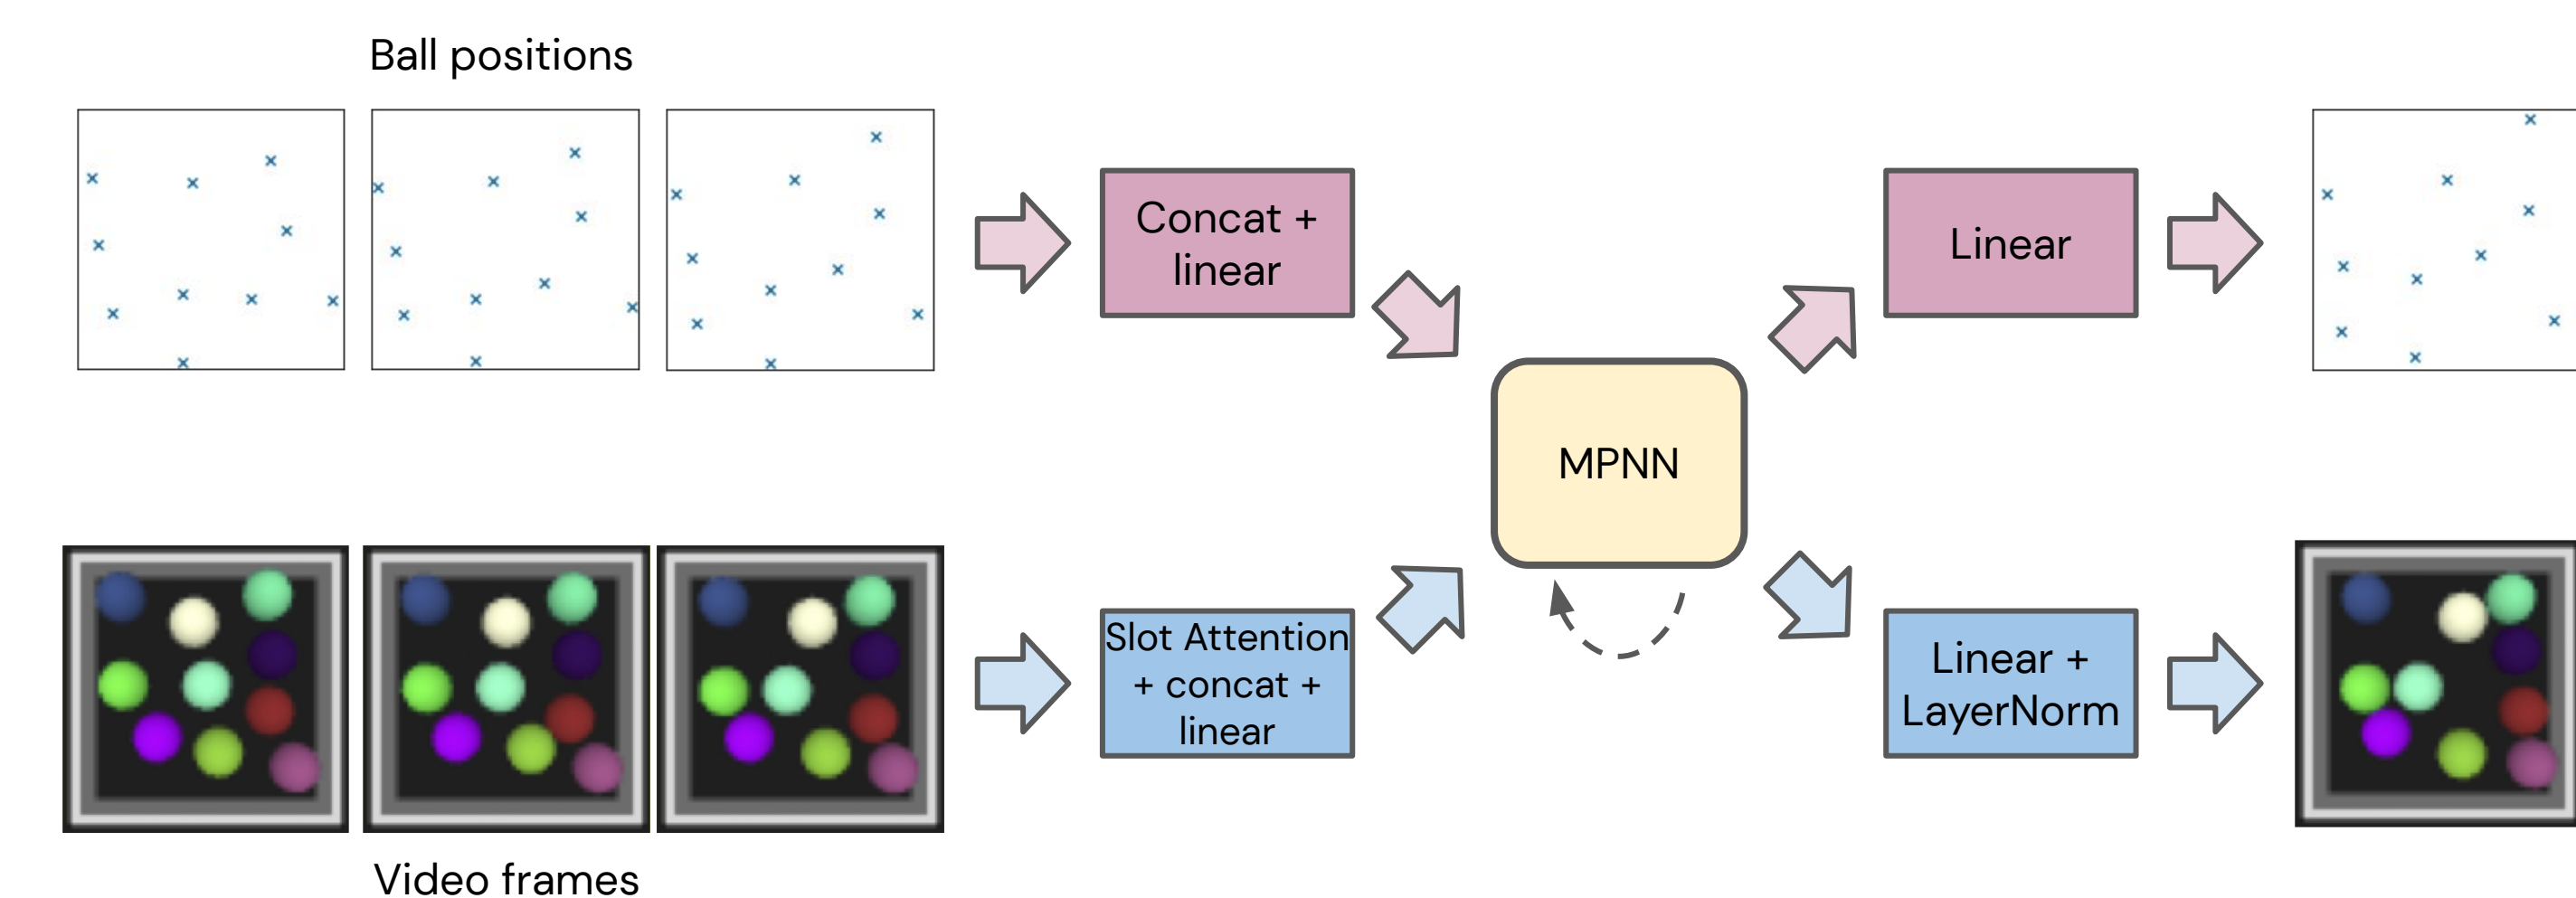 Ball positions
Concat +
linear
Linear
MPNN
Slot Attention
+ concat +
linear
Linear +
LayerNorm
Video frames